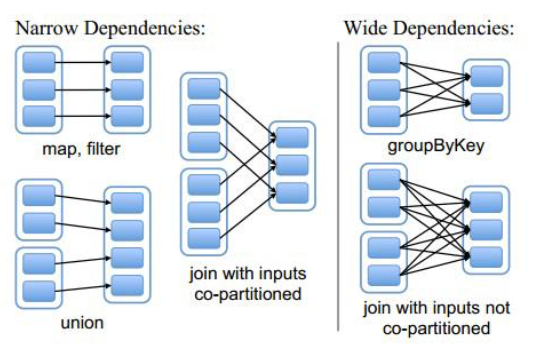 Narrow Dependencies:
map, filter
union
join with inputs
co-partitioned
Wide Dependencies:
groupByKey
join with inputs not
co-partitioned